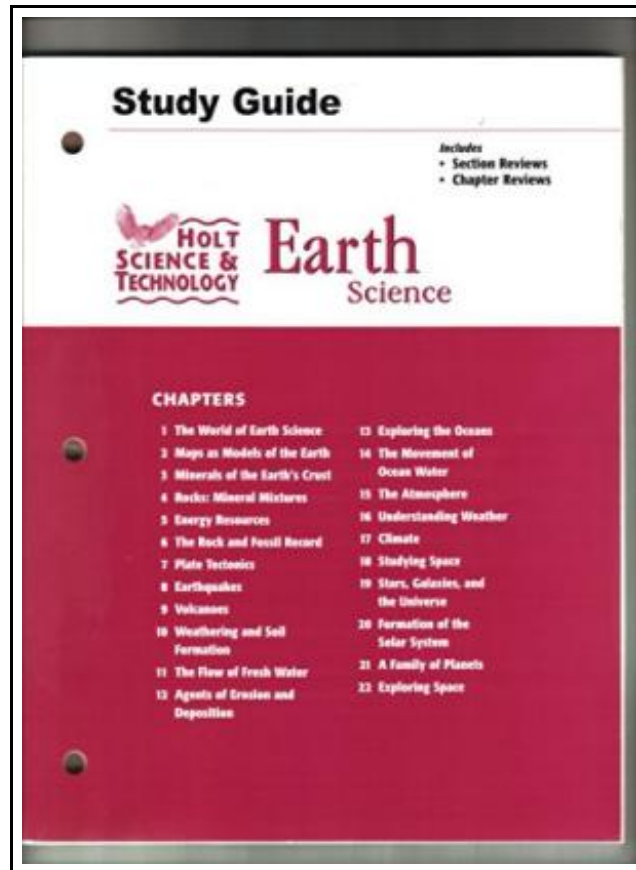 Study Guide
Includes
• Section Reviews
• Chapter Reviews
HOLT
SCIENCE &
TECHNOLOGY
Earth
Science
CHAPTERS
1 The World of Earth Science
2 Maps as Models of the Earth
3 Minerals of the Earth's Crust
4 Rocks: Mineral Mixtures
5 Energy Resources
6 The Rock and Fossil Record
7 Plate Tectonics
8 Earthquakes
9 Volcanoes
10 Weathering and Soil
Formation
11 The Flow of Fresh Water
12 Agents of Erosion and
Deposition
13 Exploring the Oceans
14 The Movement of
Ocean Water
15 The Atmosphere
16 Understanding Weather
17 Climate
18 Studying Space
19 Stars, Galaxies, and
the Universe
20 Formation of the
Solar System
21 A Family of Planets
22 Exploring Space